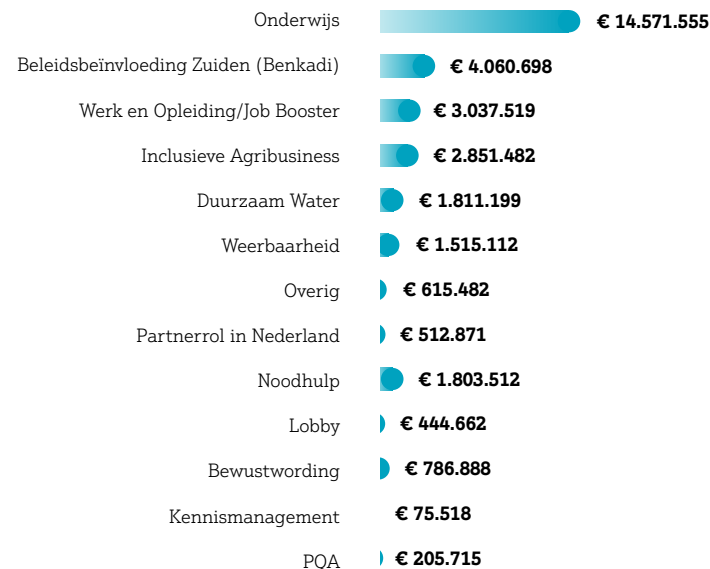 Onderwijs € 14.571.555
Beleidsbeïnvloeding Zuiden (Benkadi) € 4.060.698
Werk en Opleiding/Job Booster € 3.037.519
Inclusieve Agribusiness € 2.851.482
Duurzaam Water € 1.811.199
Weerbaarheid € 1.515.112
Overig € 615.482
Partnerrol in Nederland € 512.871
Noodhulp € 1.803.512
Lobby € 444.662
Bewustwording € 786.888
Kennismanagement € 75.518
PQA € 205.715